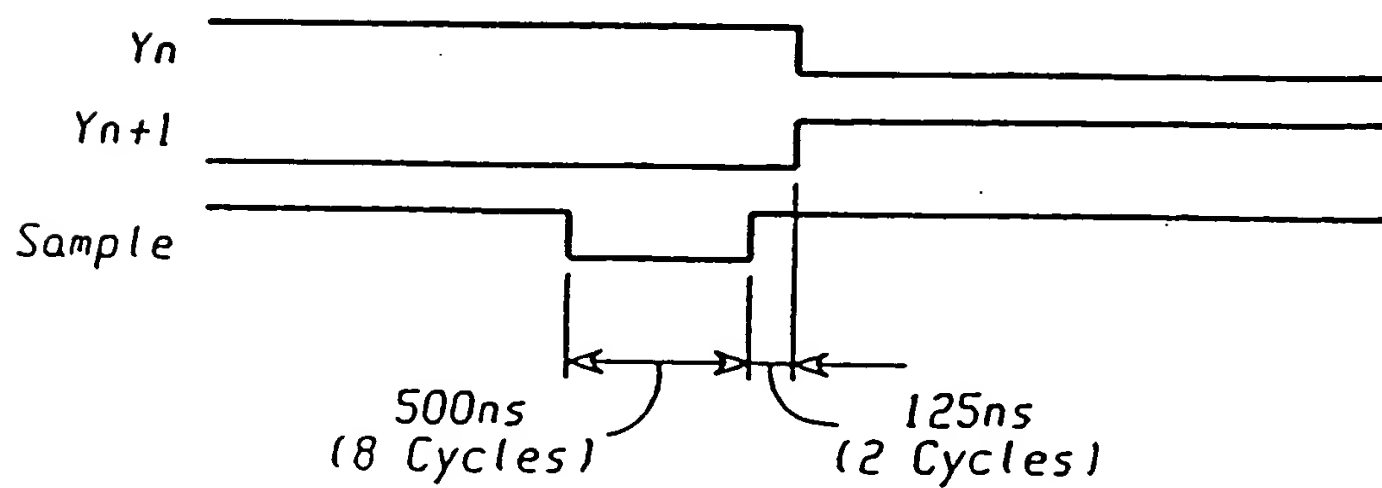 Yn
Yn+1
Sample
500ns
(8 Cycles)
125ns
(2 Cycles)